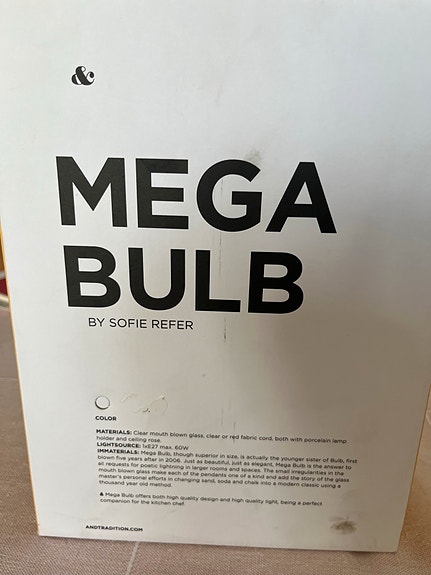 &
MEGA
BULB
BY SOFIE REFER
COLOR
MATERIALS: Clear mouth blown glass, clear or red fabric cord, both with porcelain lamp
holder and ceiling rose.
LIGHTSOURCE: 1xE27 max. 60W
IMMATERIALS: Mega Bulb, though superior in size, is actually the younger sister of Bulb, first
blown five years after in 2006. Just as beautiful, just as elegant, Mega Bulb is the answer to
all requests for poetic lightning in larger rooms and spaces. The small irregularities in the
mouth blown glass make each of the pendants one of a kind and add the story of the glass
master's personal efforts in changing sand, soda and chalk into a modern classic using a
thousand year old method.
& Mega Bulb offers both high quality design and high quality light, being a perfect
companion for the kitchen chef.
ANDTRADITION.COM